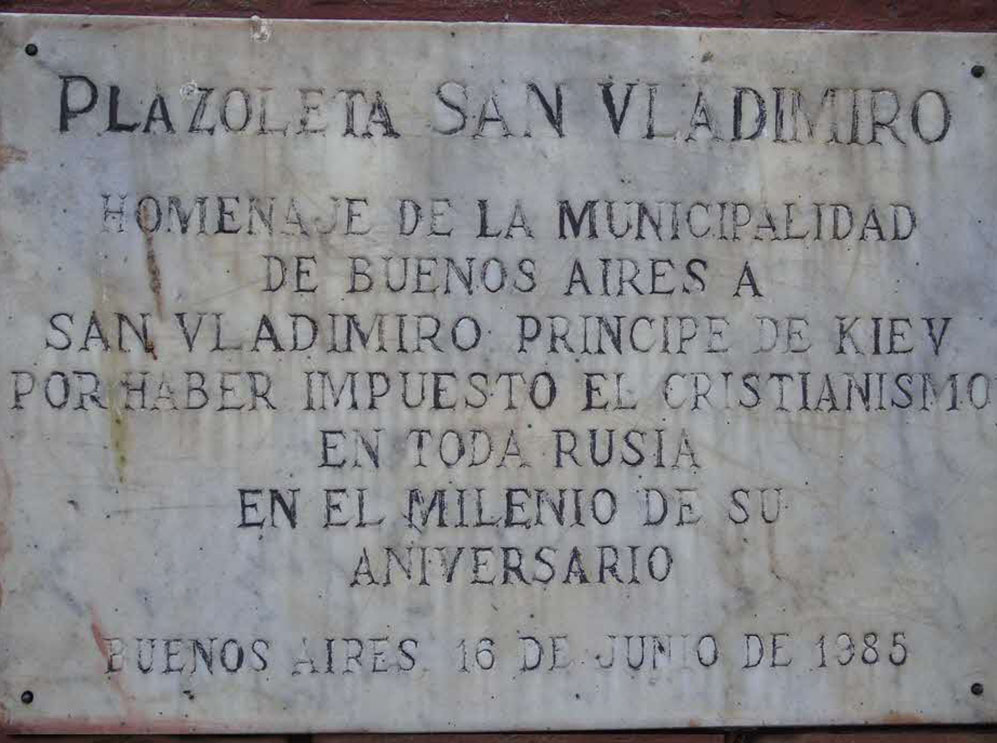 PLAZOLETA SAN VLADIMIRO
HOMENAJE DE LA MUNICIPALIDAD
DE BUENOS AIRES A
SAN VLADIMIRO PRINCIPE DE KIEV
POR HABER IMPUESTO EL CRISTIANISMO
EN TODA RUSIA
EN EL MILENIO DE SU
ANIVERSARIO
BUENOS AIRES 16 DE JUNIO DE 1985